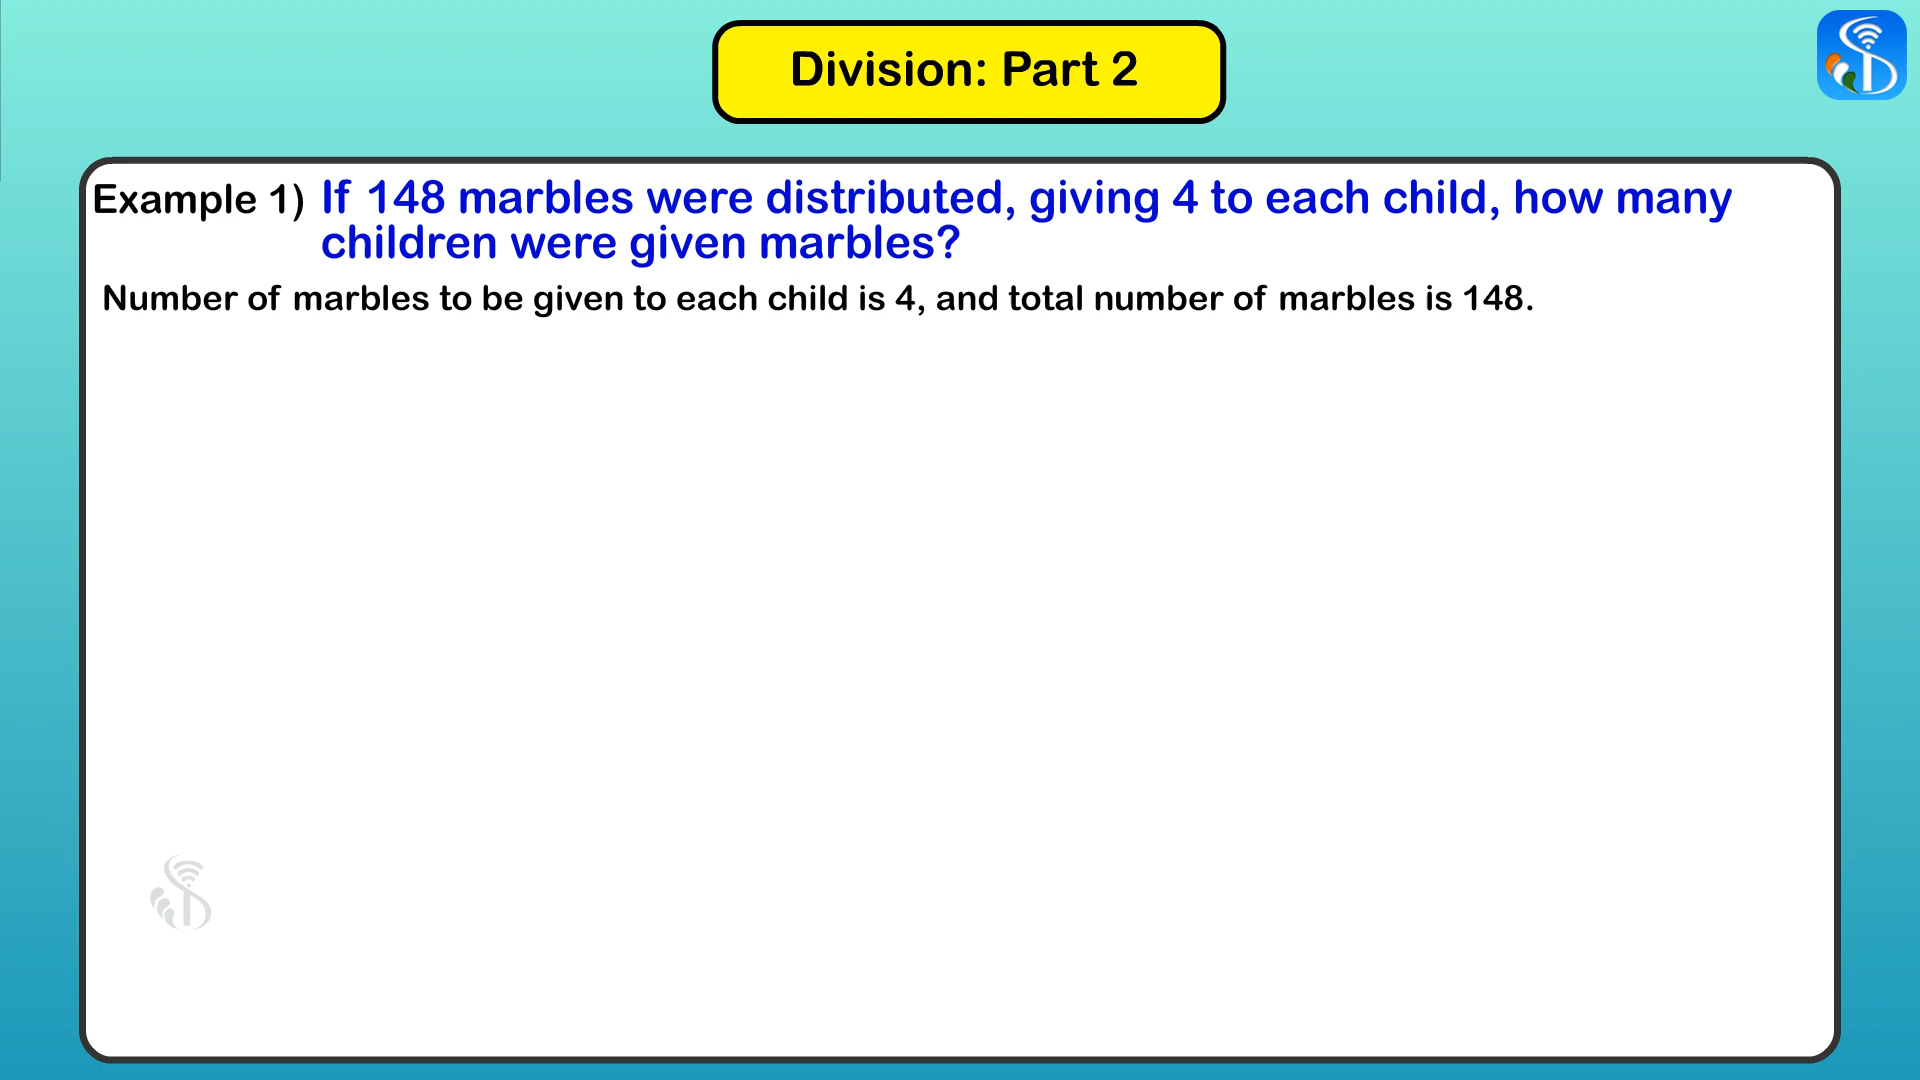 Division: Part 2
Example 1) If 148 marbles were distributed, giving 4 to each child, how many
children were given marbles?
Number of marbles to be given to each child is 4, and total number of marbles is 148.